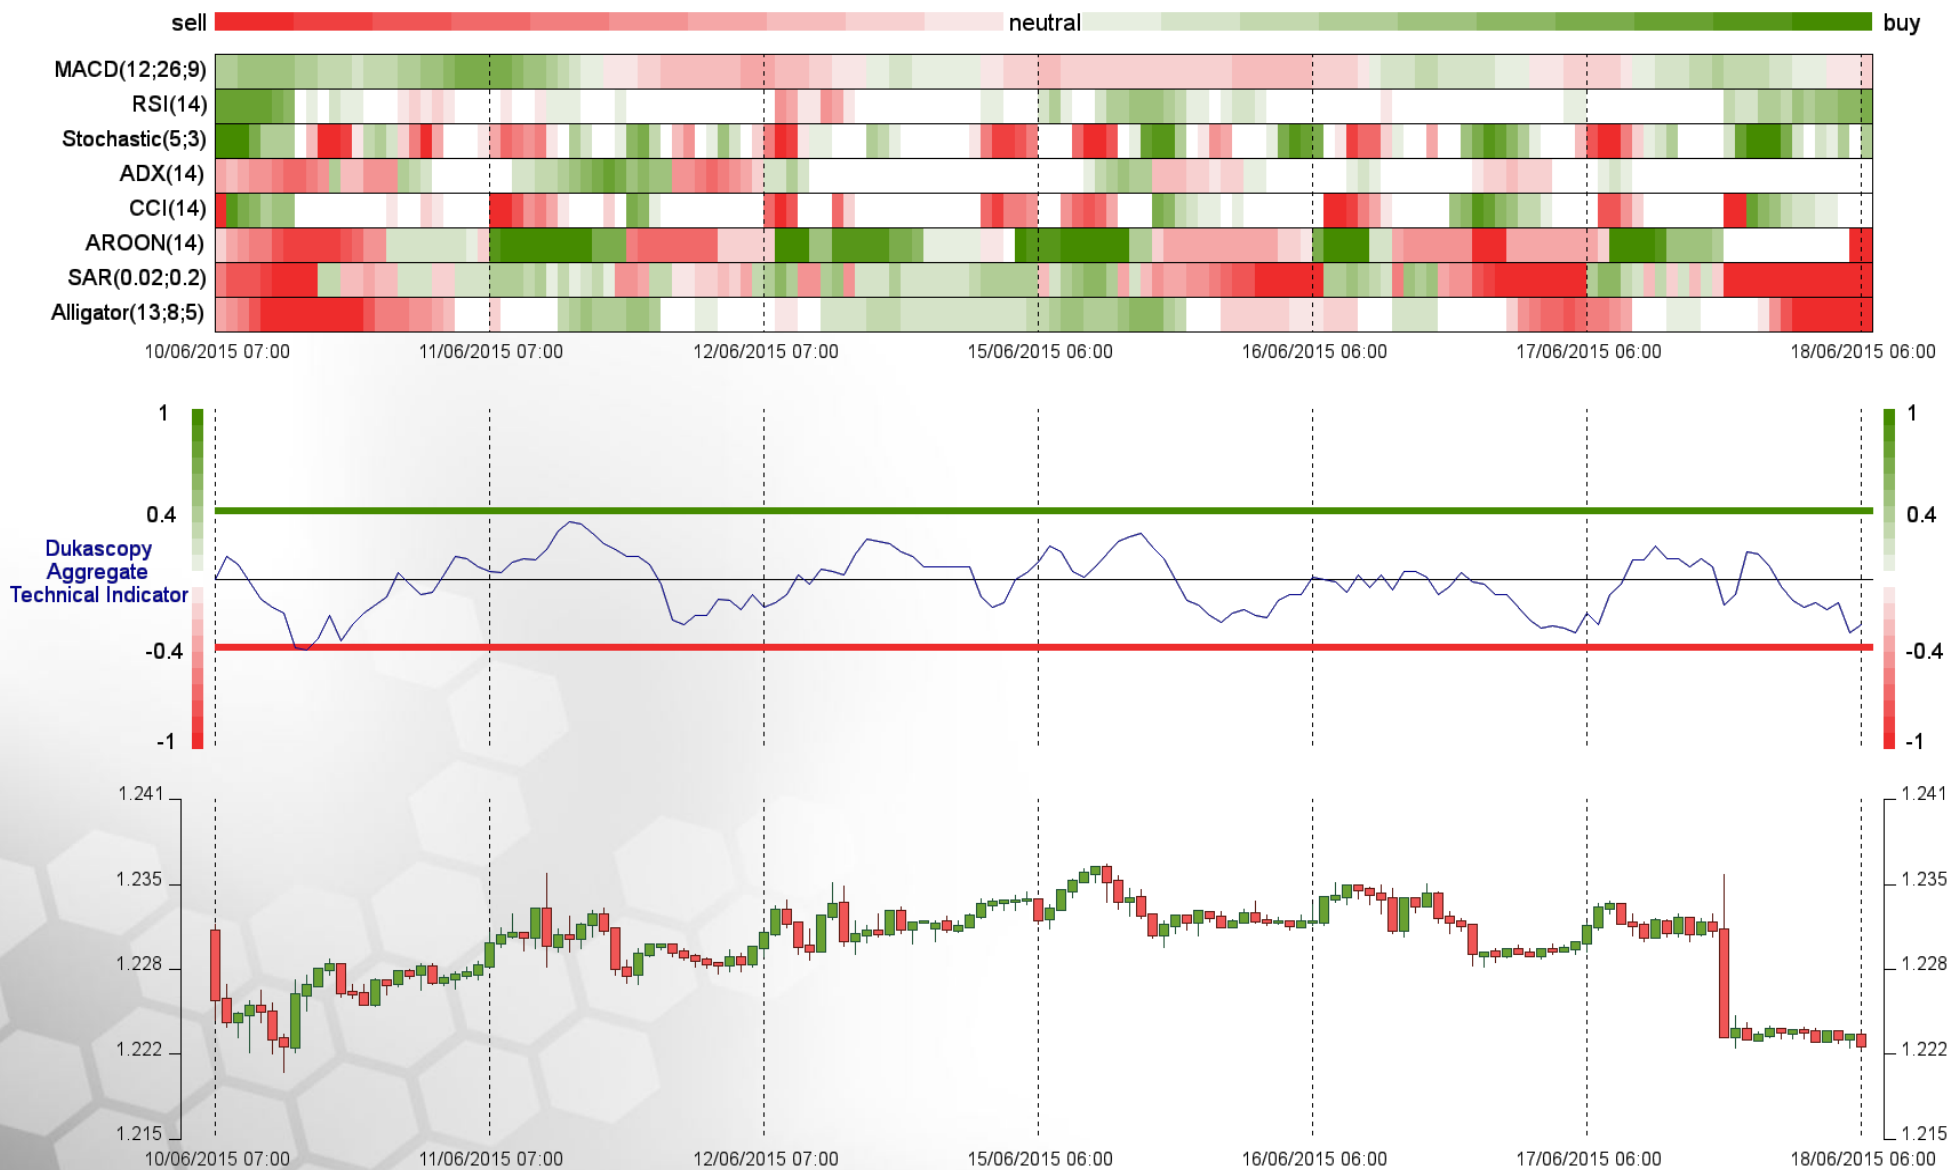 sell neutral buy
MACD(12;26;9)
RSI(14)
Stochastic(5;3)
ADX(14)
CCI(14)
AROON(14)
SAR(0.02;0.2)
Alligator(13;8;5)
10/06/2015 07:00 11/06/2015 07:00 12/06/2015 07:00 15/06/2015 06:00 16/06/2015 06:00 17/06/2015 06:00 18/06/2015 06:00
1 1
0.4 0.4
Dukascopy
Aggregate
Technical Indicator
-0.4 -0.4
-1 -1
1.241 1.241
1.235 1.235
1.228 1.228
1.222 1.222
1.215 1.215
10/06/2015 07:00 11/06/2015 07:00 12/06/2015 07:00 15/06/2015 06:00 16/06/2015 06:00 17/06/2015 06:00 18/06/2015 06:00